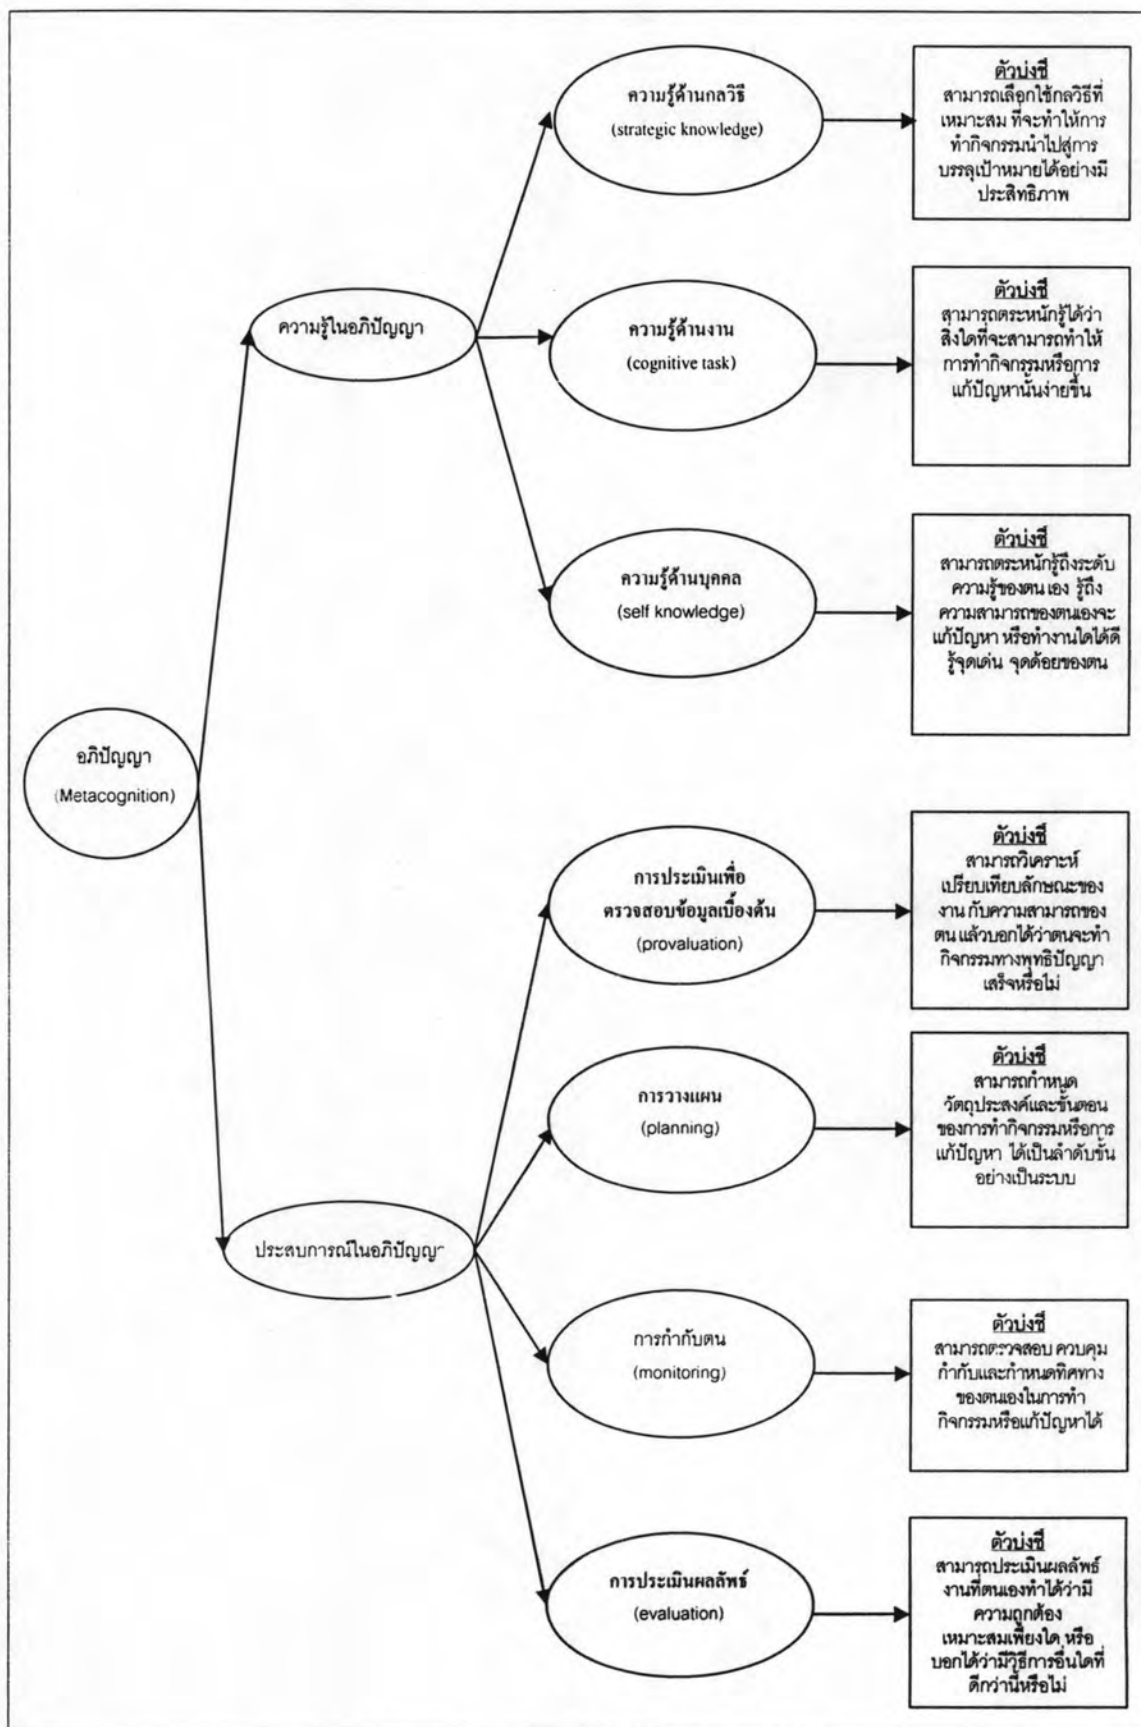 ความรู้ด้านกลวิธี
(strategic knowledge)
ตัวบ่งชี้
สามารถเลือกใช้กลวิธีที่
เหมาะสม ที่จะทำให้การ
ทำกิจกรรมนำไปสู่การ
บรรลุเป้าหมายได้อย่างมี
ประสิทธิภาพ
ความรู้ในอภิปัญญา
ความรู้ด้านงาน
(cognitive task)
ตัวบ่งชี้
สามารถตระหนักรู้ได้ว่า
สิ่งใดที่จะสามารถทำให้
การทำกิจกรรมหรือการ
แก้ปัญหานั้นง่ายขึ้น
ความรู้ด้านบุคคล
(self knowledge)
ตัวบ่งชี้
สามารถตระหนักรู้ถึงระดับ
ความรู้ของตนเอง รู้ถึง
ความสามารถของตนเองจะ
แก้ปัญหา หรือทำงานใดได้ดี
รู้จุดเด่น จุดด้อยของตน
อภิปัญญา
(Metacognition)
การประเมินเพื่อ
ตรวจสอบข้อมูลเบื้องต้น
(provaluation)
ตัวบ่งชี้
สามารถวิเคราะห์
เปรียบเทียบลักษณะของ
งาน กับความสามารถของ
ตน แล้วบอกได้ว่าตนจะทำ
กิจกรรมทางพุทธิปัญญา
เสร็จหรือไม่
การวางแผน
(planning)
ตัวบ่งชี้
สามารถกำหนด
วัตถุประสงค์และขั้นตอน
ของการทำกิจกรรมหรือการ
แก้ปัญหา ได้เป็นลำดับขั้น
อย่างเป็นระบบ
ประสบการณ์ในอภิปัญญา
การกำกับตน
(monitoring)
ตัวบ่งชี้
สามารถตรวจสอบ ควบคุม
กำกับและกำหนดทิศทาง
ของตนเองในการทำ
กิจกรรมหรือแก้ปัญหาได้
การประเมินผลลัพธ์
(evaluation)
ตัวบ่งชี้
สามารถประเมินผลลัพธ์
งานที่ตนเองทำได้ว่ามี
ความถูกต้อง
เหมาะสมเพียงใด หรือ
บอกได้ว่ามีวิธีการอื่นใดที่
ดีกว่านี้หรือไม่